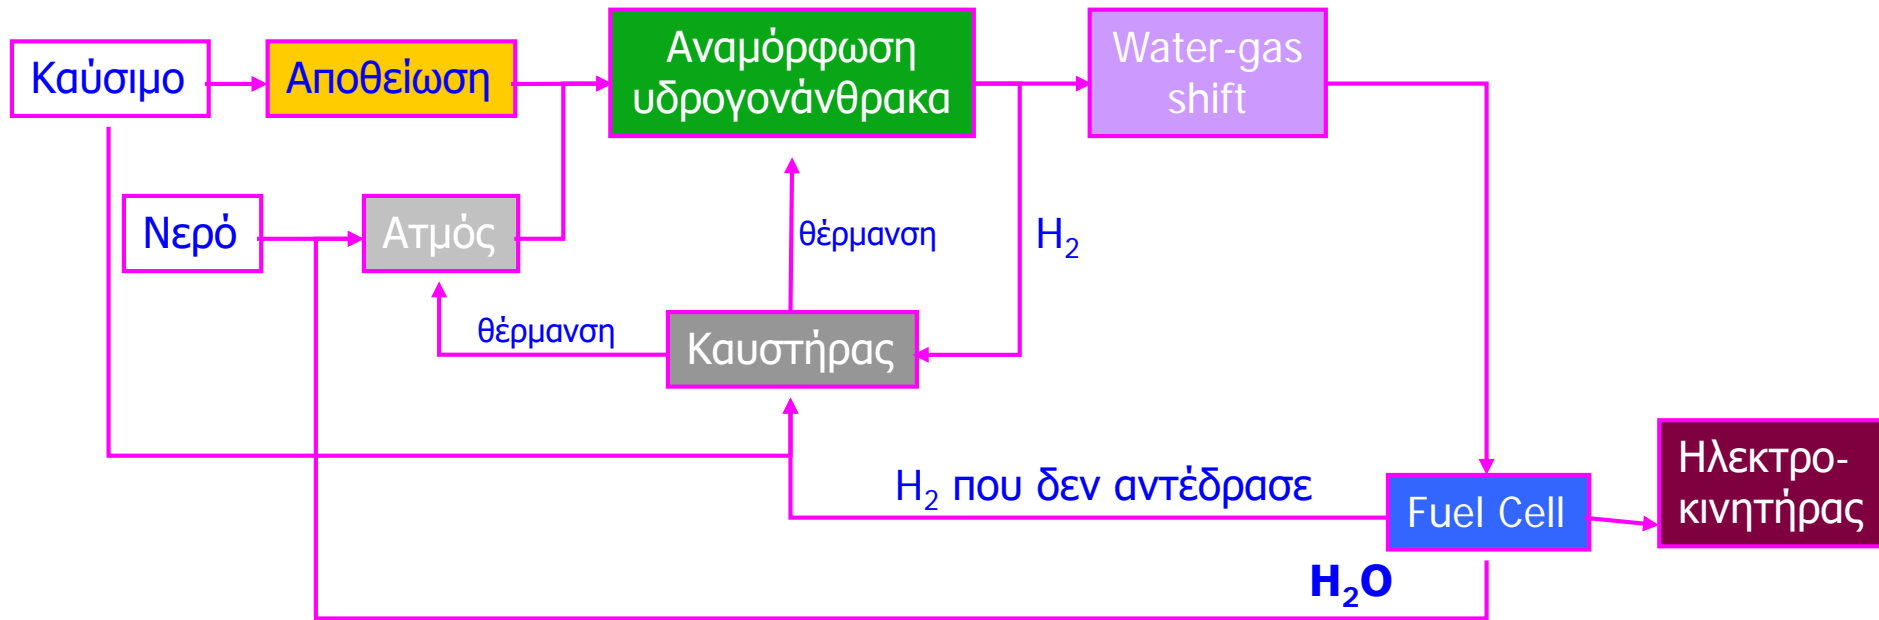 Καύσιμο
Αποθείωση
Αναμόρφωση
υδρογονάνθρακα
Water-gas
shift
Νερό
Ατμός
θέρμανση
H2
θέρμανση
Καυστήρας
H2 που δεν αντέδρασε
Fuel Cell
Ηλεκτρο-
κινητήρας
H2O